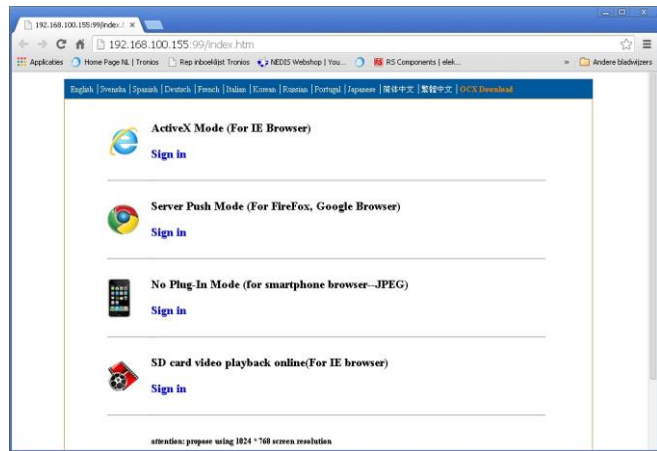 192.168.100.155:99/index.l
192.168.100.155:99/index.htm
Applicaties Home Page NL | Tronios Rep inboeklijst Tronios NEDIS Webshop | You... RS Components | elek... » Andere bladwijzers
English | Svenska | Spanish | Deutsch | French | Italian | Korean | Russian | Portugal | Japanese | 简体中文 | 繁體中文 | OCX Download
ActiveX Mode (For IE Browser)
Sign in
Server Push Mode (For FireFox, Google Browser)
Sign in
No Plug-In Mode (for smartphone browser--JPEG)
Sign in
SD card video playback online(For IE browser)
Sign in
attention: propose using 1024 * 768 screen resolution